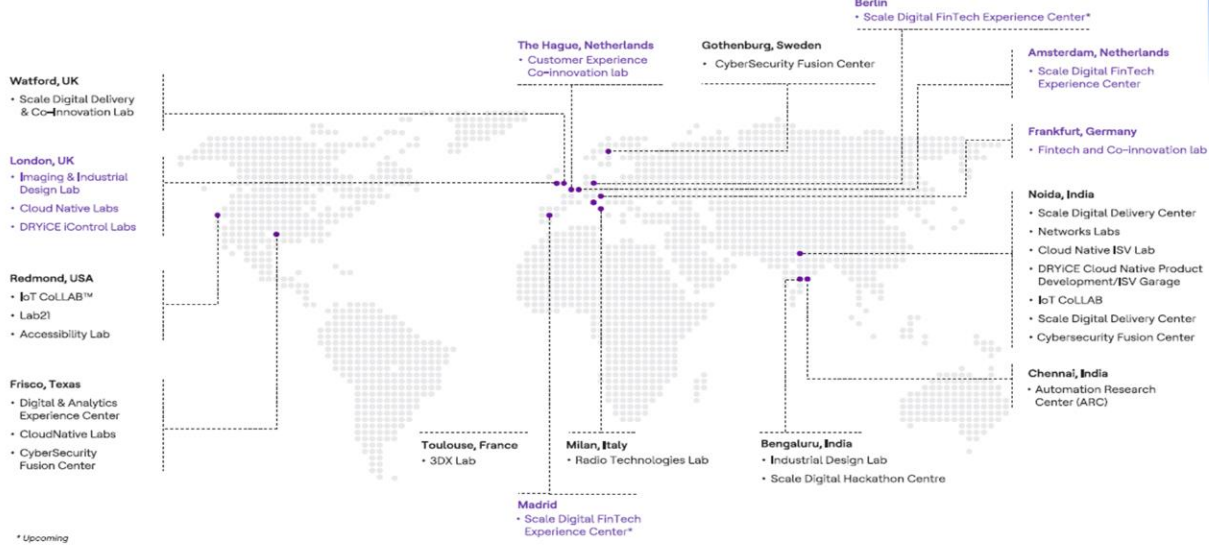 Berlin
• Scale Digital FinTech Experience Center*
The Hague, Netherlands
• Customer Experience
Co-innovation lab
Gothenburg, Sweden
• CyberSecurity Fusion Center
Amsterdam, Netherlands
• Scale Digital FinTech
Experience Center
Watford, UK
• Scale Digital Delivery
& Co-Innovation Lab
Frankfurt, Germany
• Fintech and Co-innovation lab
London, UK
• Imaging & Industrial
Design Lab
• Cloud Native Labs
• DRYiCE iControl Labs
Noida, India
• Scale Digital Delivery Center
• Networks Labs
• Cloud Native ISV Lab
• DRYiCE Cloud Native Product
Development/ISV Garage
• IoT CoLLAB
• Scale Digital Delivery Center
• Cybersecurity Fusion Center
Redmond, USA
• IoT CoLLAB™
• Lab21
• Accessibility Lab
Chennai, India
• Automation Research
Center (ARC)
Frisco, Texas
• Digital & Analytics
Experience Center
• CloudNative Labs
• CyberSecurity
Fusion Center
Toulouse, France
• 3DX Lab
Milan, Italy
• Radio Technologies Lab
Bengaluru, India
• Industrial Design Lab
• Scale Digital Hackathon Centre
Madrid
• Scale Digital FinTech
Experience Center*
* Upcoming